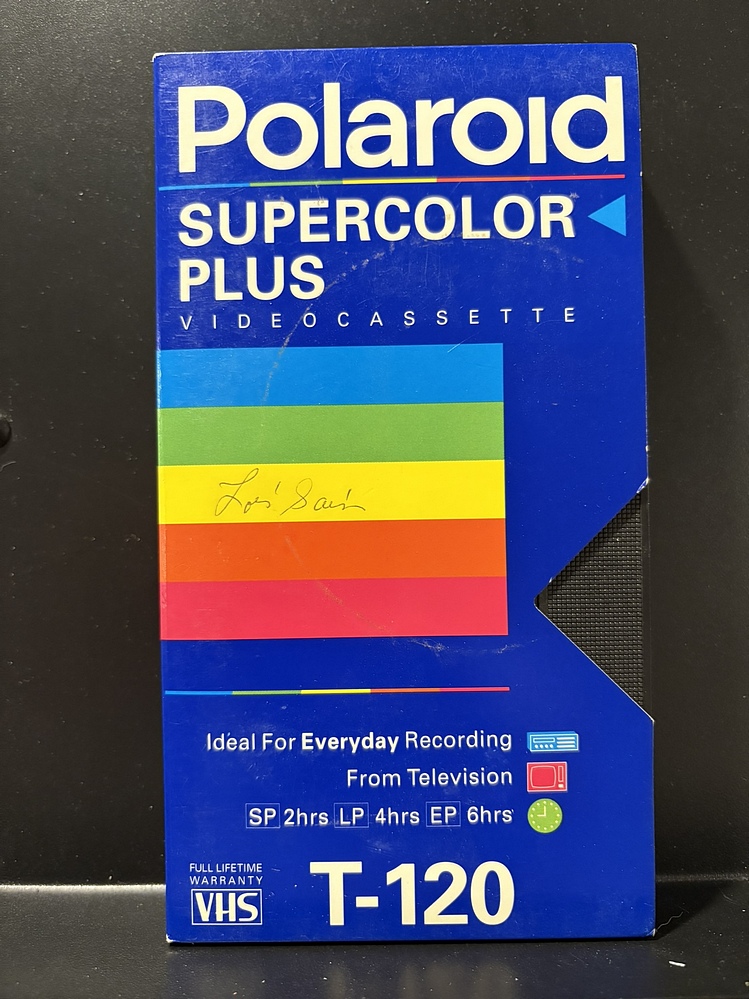 Polaroid
SUPERCOLOR
PLUS
VIDEOCASSETTE
Ideal For Everyday Recording
From Television
SP 2hrs LP 4hrs EP 6hrs
FULL LIFETIME
WARRANTY
VHS
T-120